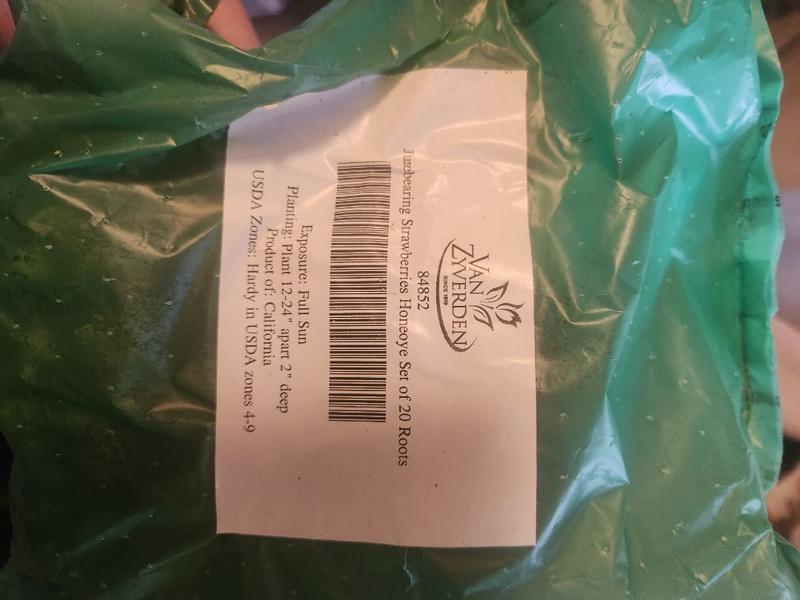 VAN
ZYVERDEN
SINCE 1919
84852
Junebearing Strawberries Honeoye Set of 20 Roots
Exposure: Full Sun
Planting: Plant 12-24" apart 2" deep
Product of: California
USDA Zones: Hardy in USDA zones 4-9